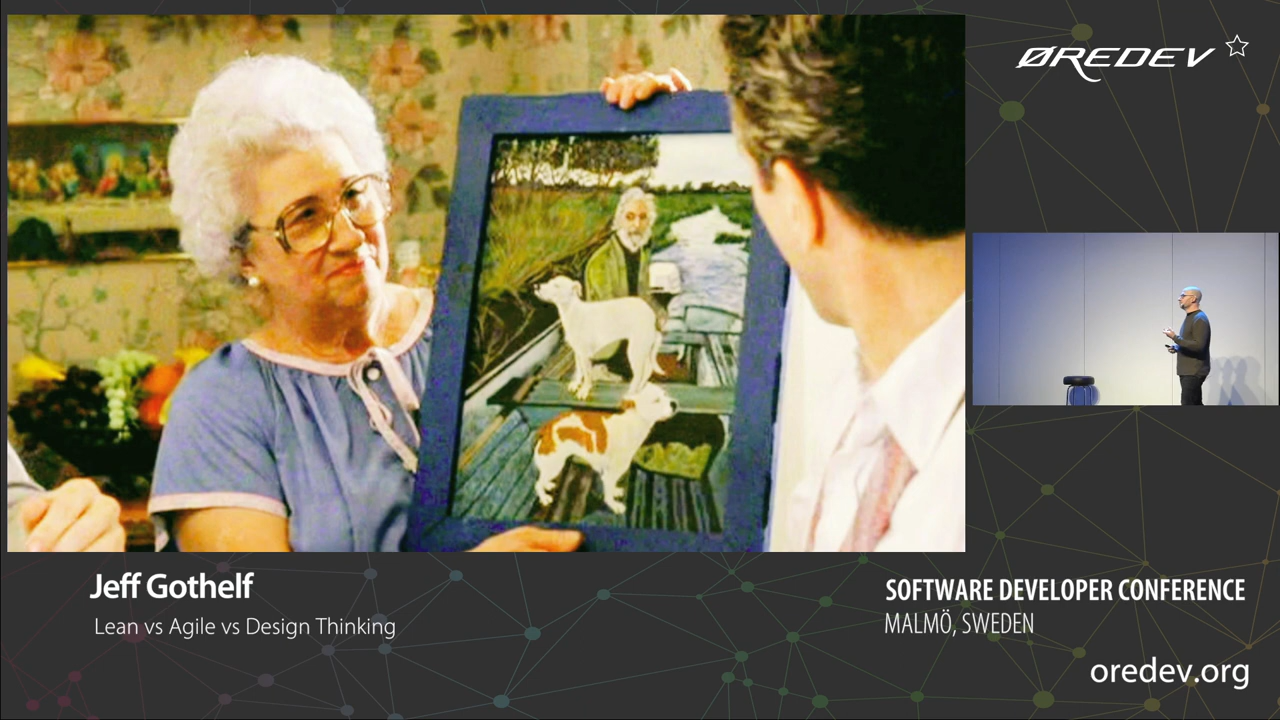 ØREDEV
Jeff Gothelf
Lean vs Agile vs Design Thinking
SOFTWARE DEVELOPER CONFERENCE
MALMÖ, SWEDEN
oredev.org